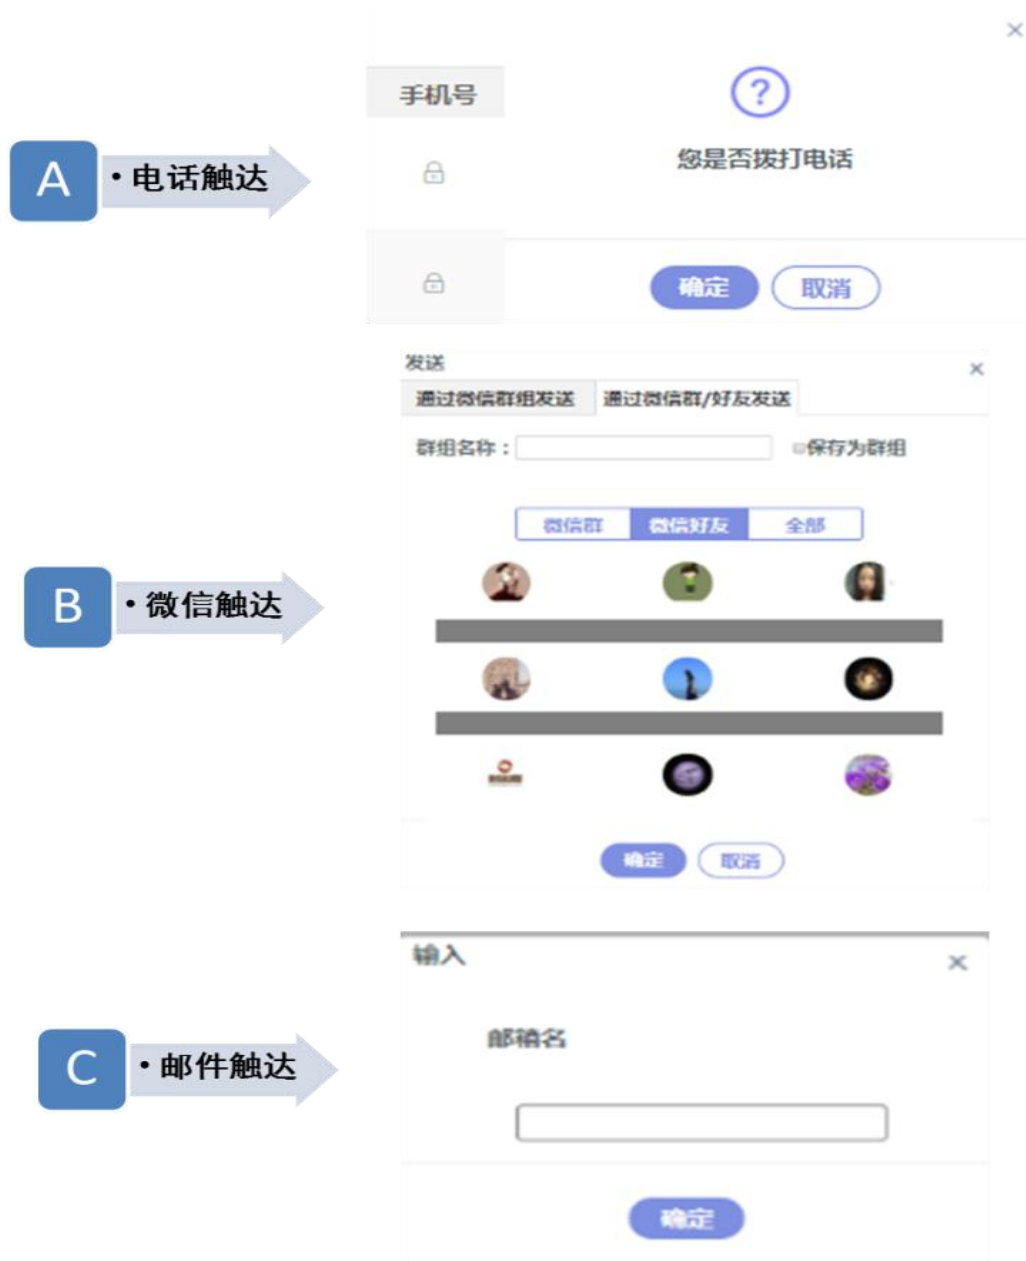 手机号
您是否拨打电话
A
·电话触达
确定
取消
发送
通过微信群组发送
通过微信群/好友发送
群组名称：
保存为群组
微信群
微信好友
全部
B
·微信触达
确定
取消
输入
邮箱名
C
·邮件触达
确定